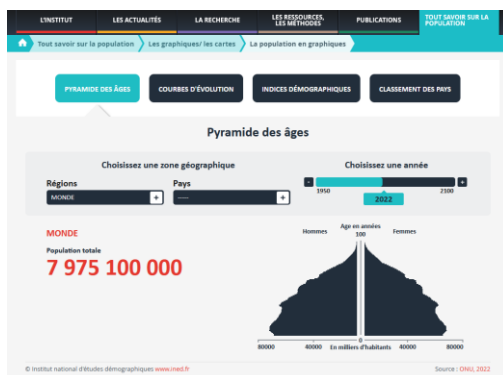 L'INSTITUT LES ACTUALITÉS LA RECHERCHE LES RESSOURCES, LES MÉTHODES PUBLICATIONS TOUT SAVOIR SUR LA POPULATION
Tout savoir sur la population Les graphiques/ les cartes La population en graphiques
PYRAMIDE DES ÂGES COURBES D'ÉVOLUTION INDICES DÉMOGRAPHIQUES CLASSEMENT DES PAYS
Pyramide des âges
Choisissez une zone géographique Choisissez une année
Régions Pays
MONDE + ---- +
- +
1950 2100
2022
MONDE
Population totale
7 975 100 000
Hommes Age en années Femmes
100
0
80000 40000 En milliers d'habitants 40000 80000
© Institut national d'études démographiques www.ined.fr Source : ONU, 2022